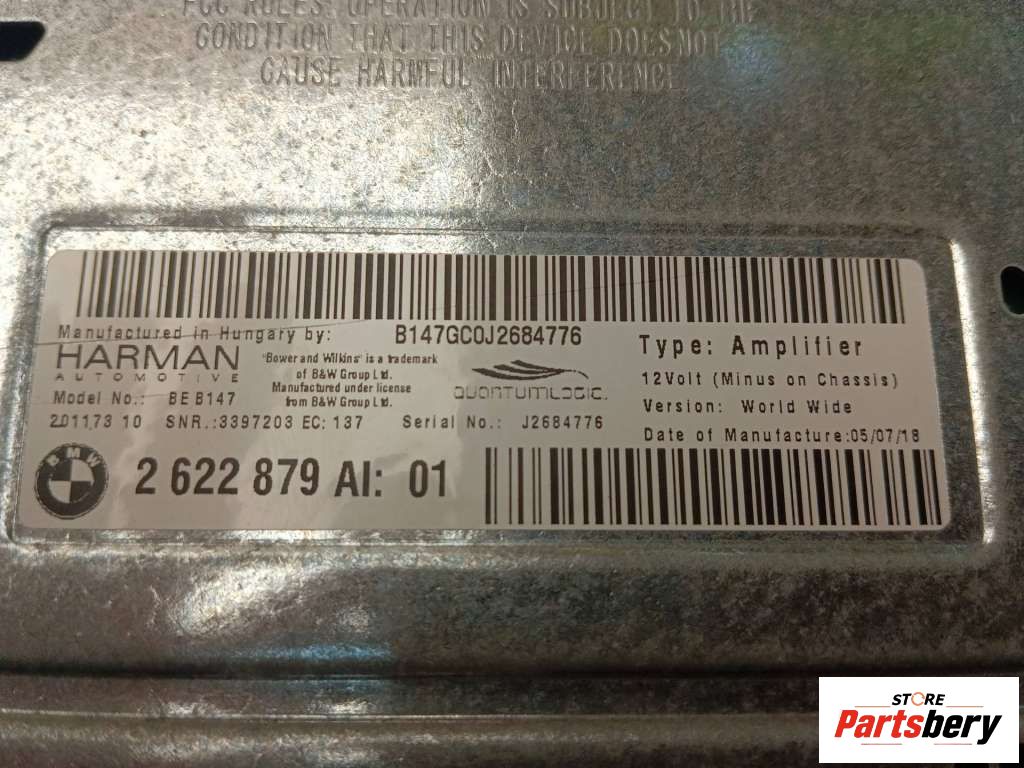 FCC RULES. OPERATION IS SUBJECT TO THE
CONDITION THAT THIS DEVICE DOES NOT
CAUSE HARMFUL INTERFERENCE
Manufactured in Hungary by:
HARMAN
AUTOMOTIVE
Model No.: BE B147
201173 10 SNR.:3397203 EC: 137
"Bower and Wilkins" is a trademark
of B&W Group Ltd.
Manufactured under license
from B&W Group Ltd.
B147GC0J2684776
QUANTUMLOGIC.
Serial No.: J2684776
Type: Amplifier
12Volt (Minus on Chassis)
Version: World Wide
Date of Manufacture:05/07/18
BMW
2 622 879 AI: 01
STORE
Partsbery